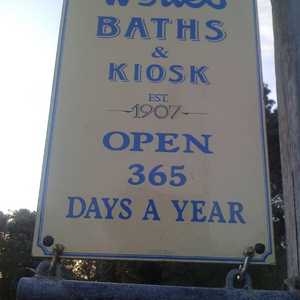 BATHS
&
KIOSK
EST.
1907
OPEN
365
DAYS A YEAR